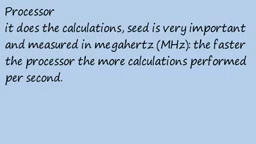 Processor
it does the calculations, seed is very important
and measured in megahertz (MHz): the faster
the processor the more calculations performed
per second.